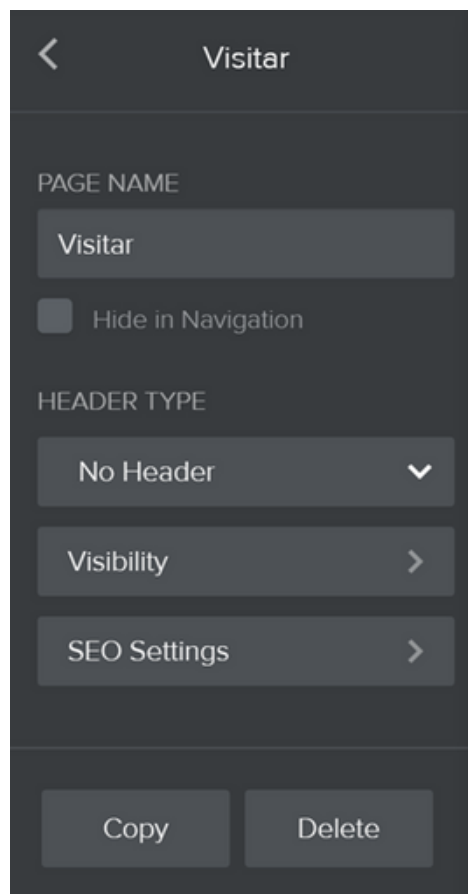 Visitar
PAGE NAME
Visitar
Hide in Navigation
HEADER TYPE
No Header
Visibility
SEO Settings
Copy Delete